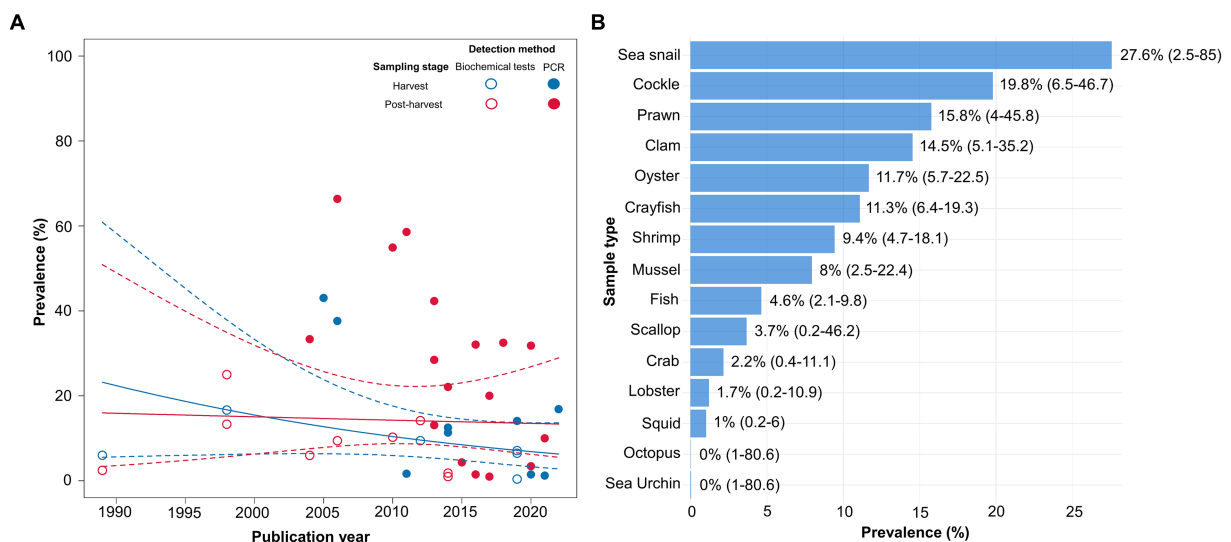 A
Prevalence (%)
100
80
60
40
20
0
Detection method
Sampling stage Biochemical tests PCR
Harvest
Post-harvest
1990 1995 2000 2005 2010 2015 2020
Publication year
B
Sample type
Sea snail 27.6% (2.5-85)
Cockle 19.8% (6.5-46.7)
Prawn 15.8% (4-45.8)
Clam 14.5% (5.1-35.2)
Oyster 11.7% (5.7-22.5)
Crayfish 11.3% (6.4-19.3)
Shrimp 9.4% (4.7-18.1)
Mussel 8% (2.5-22.4)
Fish 4.6% (2.1-9.8)
Scallop 3.7% (0.2-46.2)
Crab 2.2% (0.4-11.1)
Lobster 1.7% (0.2-10.9)
Squid 1% (0.2-6)
Octopus 0% (1-80.6)
Sea Urchin 0% (1-80.6)
0 5 10 15 20 25
Prevalence (%)